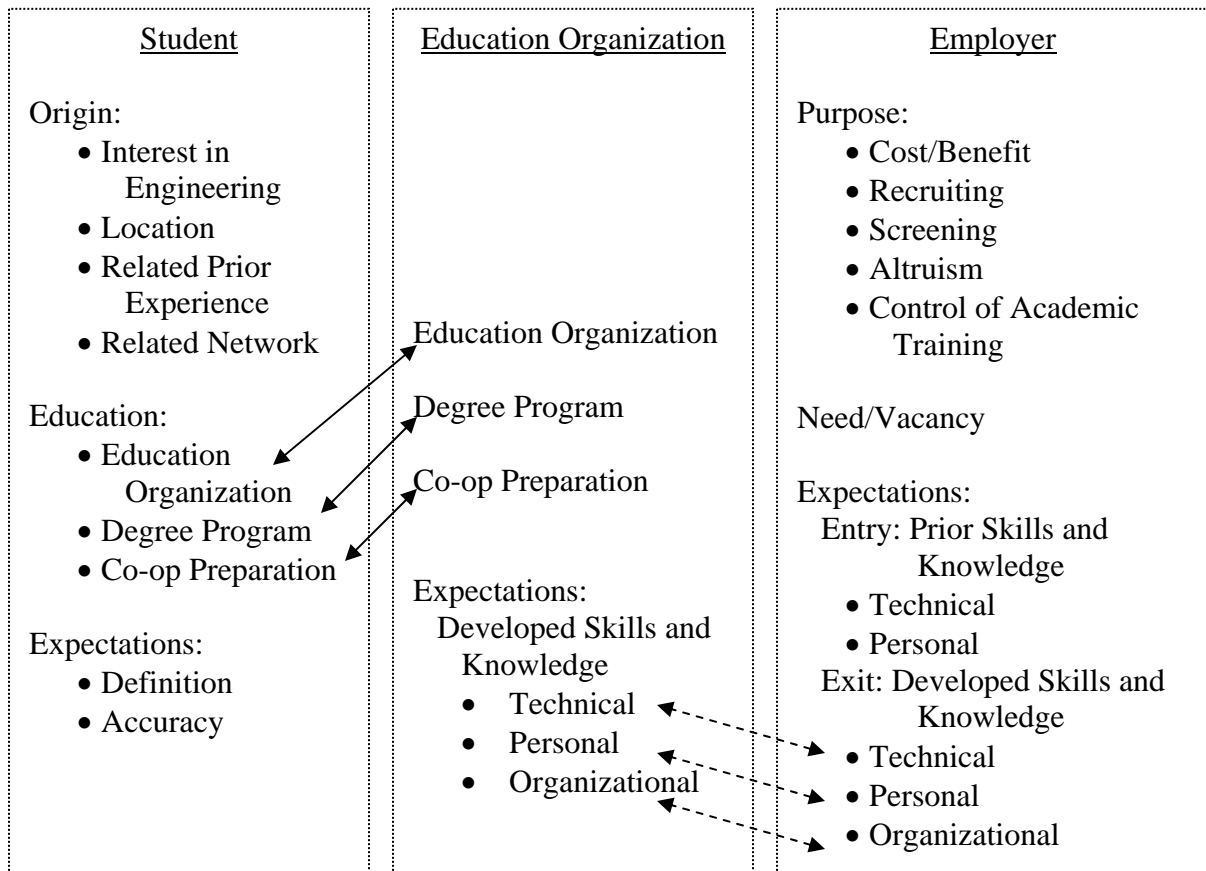 Student
Origin:
• Interest in
Engineering
• Location
• Related Prior
Experience
• Related Network
Education:
• Education
Organization
• Degree Program
• Co-op Preparation
Expectations:
• Definition
• Accuracy
Education Organization
Education Organization
Degree Program
Co-op Preparation
Expectations:
Developed Skills and
Knowledge
• Technical
• Personal
• Organizational
Employer
Purpose:
• Cost/Benefit
• Recruiting
• Screening
• Altruism
• Control of Academic
Training
Need/Vacancy
Expectations:
Entry: Prior Skills and
Knowledge
• Technical
• Personal
Exit: Developed Skills and
Knowledge
• Technical
• Personal
• Organizational